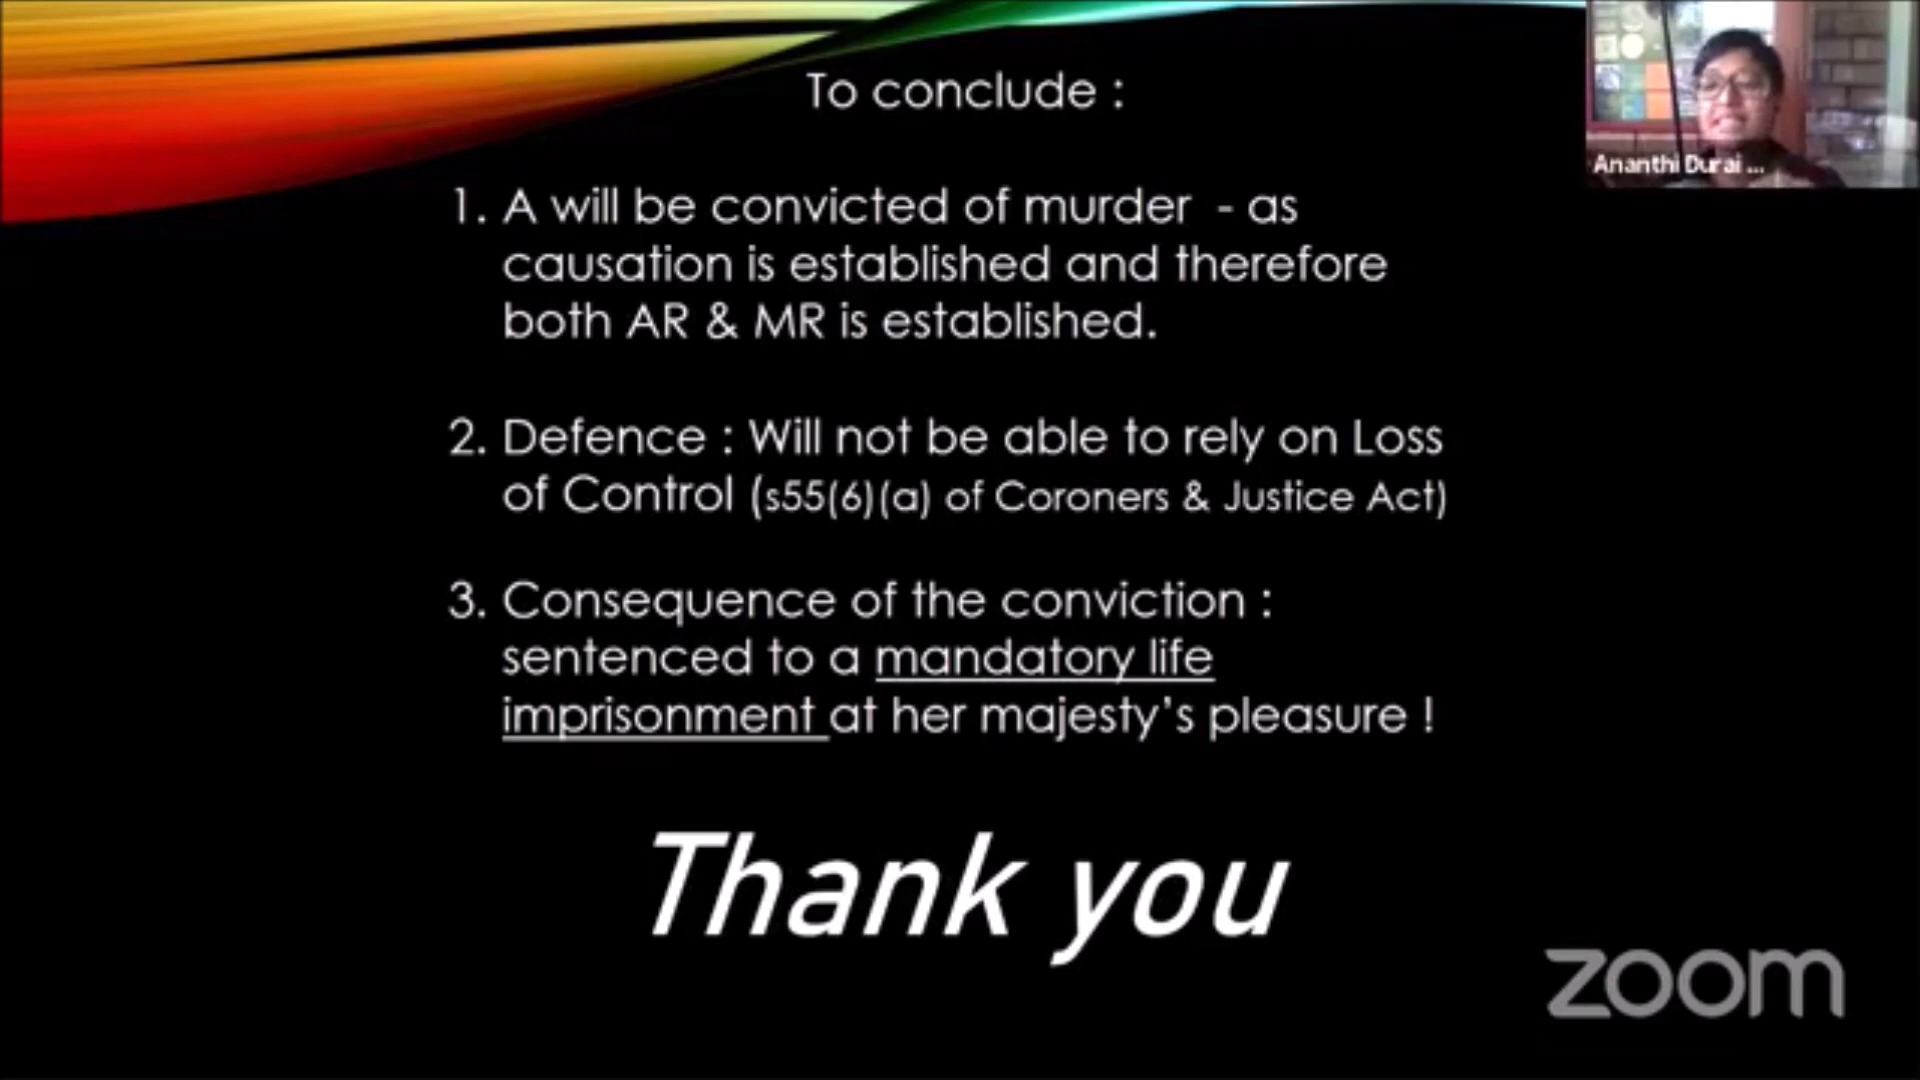 To conclude :
Ananthi Durai ...
1. A will be convicted of murder - as
causation is established and therefore
both AR & MR is established.
2. Defence : Will not be able to rely on Loss
of Control (s55(6)(a) of Coroners & Justice Act)
3. Consequence of the conviction :
sentenced to a mandatory life
imprisonment at her majesty's pleasure !
Thank you
zoom